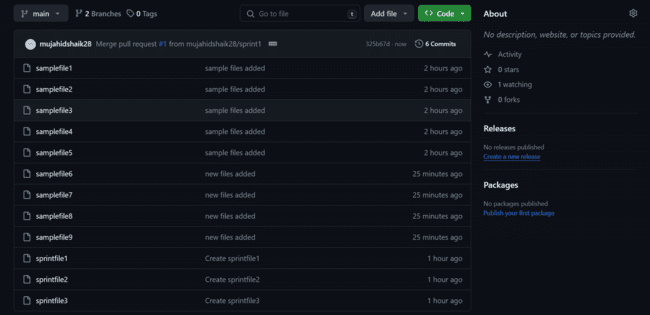 main 2 Branches 0 Tags Go to file t Add file Code
mujahidshaik28 Merge pull request #1 from mujahidshaik28/sprint1 325b67d · now 6 Commits
samplefile1 sample files added 2 hours ago
samplefile2 sample files added 2 hours ago
samplefile3 sample files added 2 hours ago
samplefile4 sample files added 2 hours ago
samplefile5 sample files added 2 hours ago
samplefile6 new files added 25 minutes ago
samplefile7 new files added 25 minutes ago
samplefile8 new files added 25 minutes ago
samplefile9 new files added 25 minutes ago
sprintfile1 Create sprintfile1 1 hour ago
sprintfile2 Create sprintfile2 1 hour ago
sprintfile3 Create sprintfile3 1 hour ago
About
No description, website, or topics provided.
Activity
0 stars
1 watching
0 forks
Releases
No releases published
Create a new release
Packages
No packages published
Publish your first package